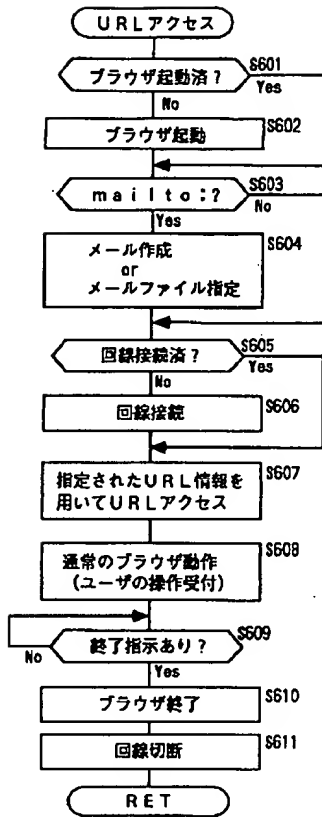 URLアクセス
S601
ブラウザ起動済？
Yes
No
S602
ブラウザ起動
S603
mailto:?
No
Yes
S604
メール作成
or
メールファイル指定
S605
回線接続済？
Yes
No
S606
回線接続
S607
指定されたURL情報を
用いてURLアクセス
S608
通常のブラウザ動作
(ユーザの操作受付)
S609
終了指示あり？
No
Yes
S610
ブラウザ終了
S611
回線切断
RET